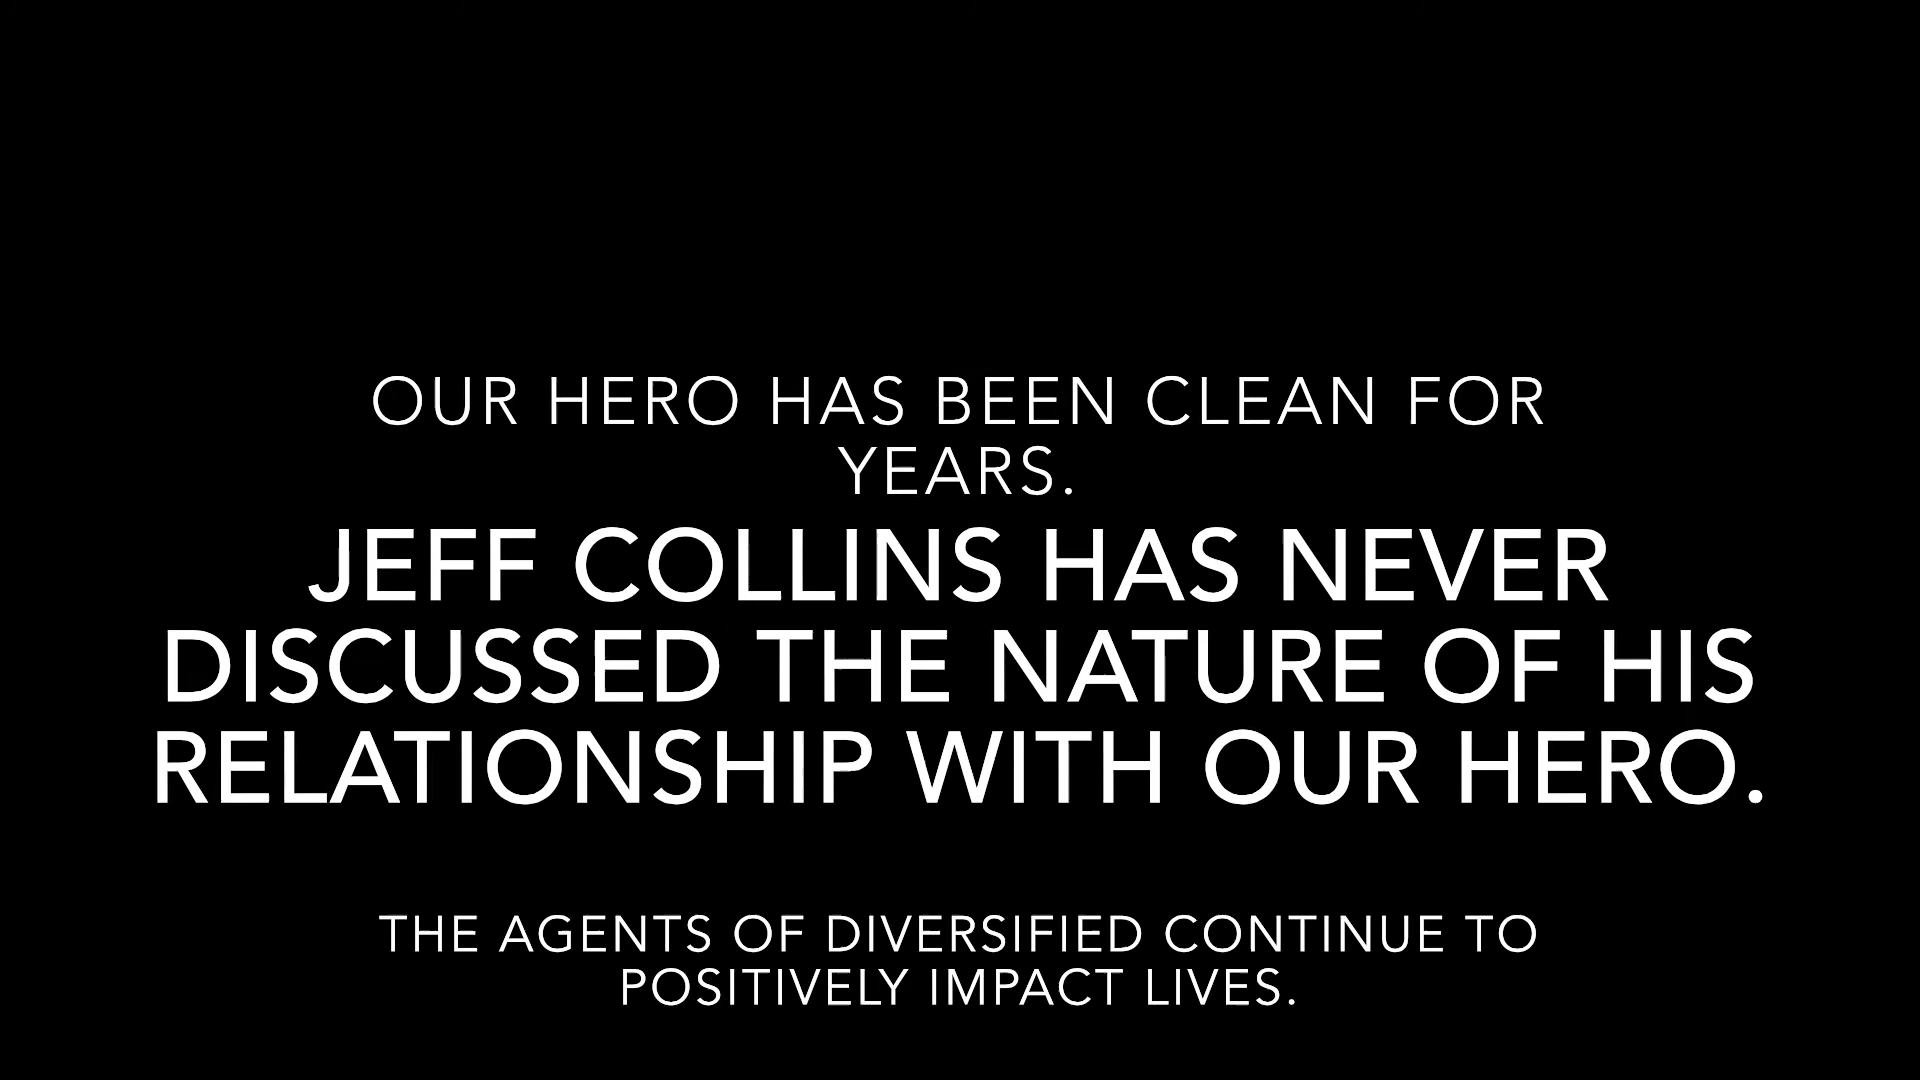 OUR HERO HAS BEEN CLEAN FOR
YEARS.
JEFF COLLINS HAS NEVER
DISCUSSED THE NATURE OF HIS
RELATIONSHIP WITH OUR HERO.
THE AGENTS OF DIVERSIFIED CONTINUE TO
POSITIVELY IMPACT LIVES.